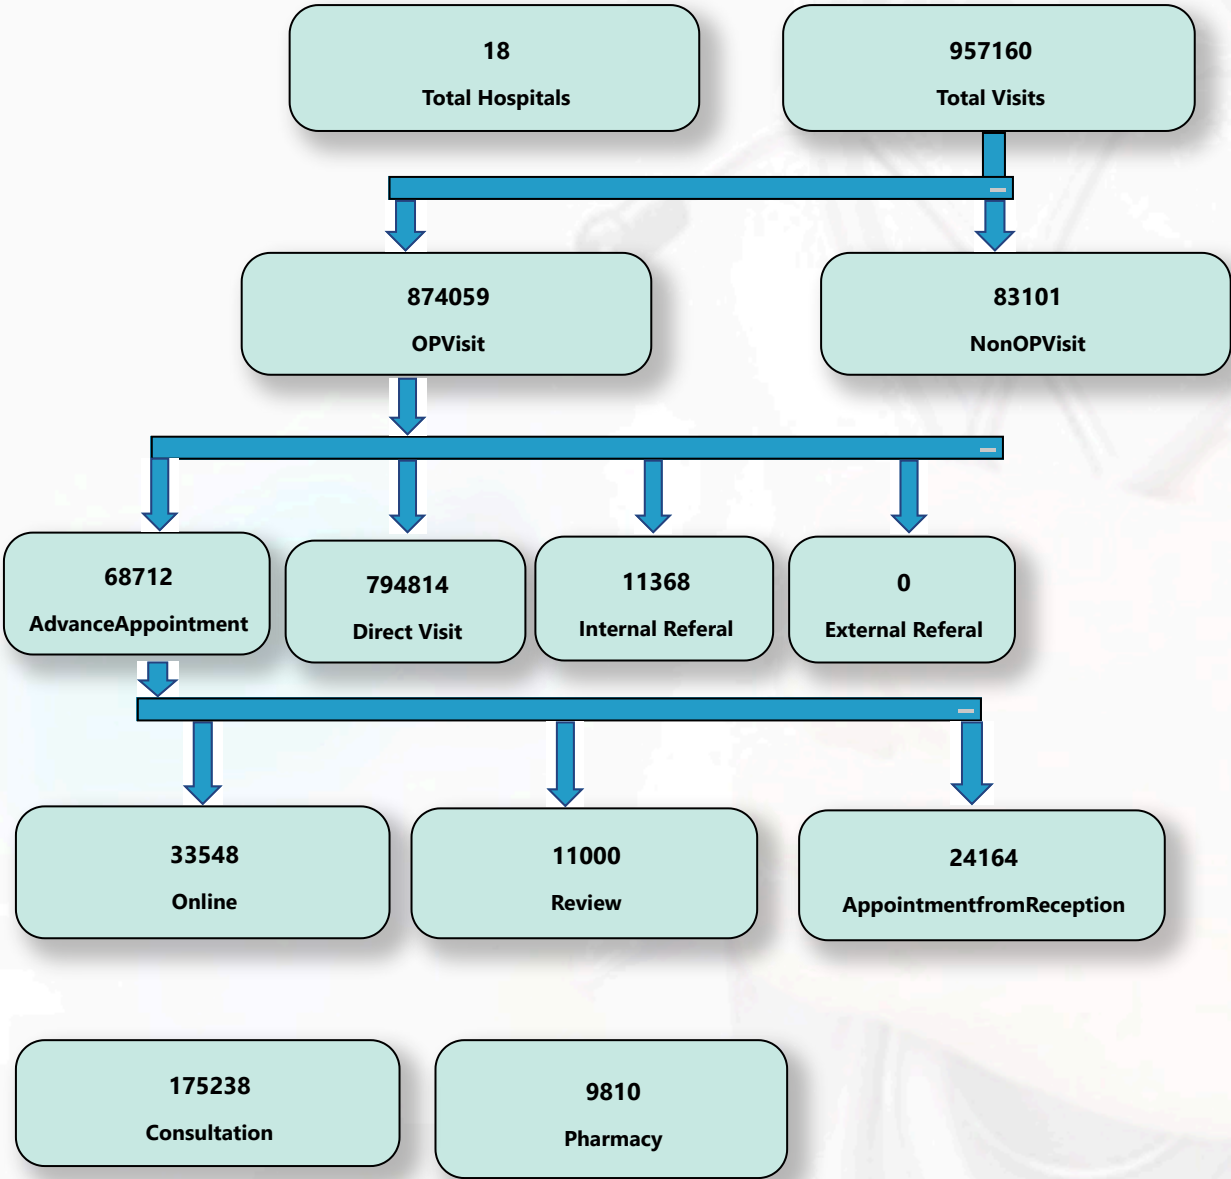 18
Total Hospitals
957160
Total Visits
874059
OPVisit
83101
NonOPVisit
68712
AdvanceAppointment
794814
Direct Visit
11368
Internal Referal
0
External Referal
33548
Online
11000
Review
24164
AppointmentfromReception
175238
Consultation
9810
Pharmacy